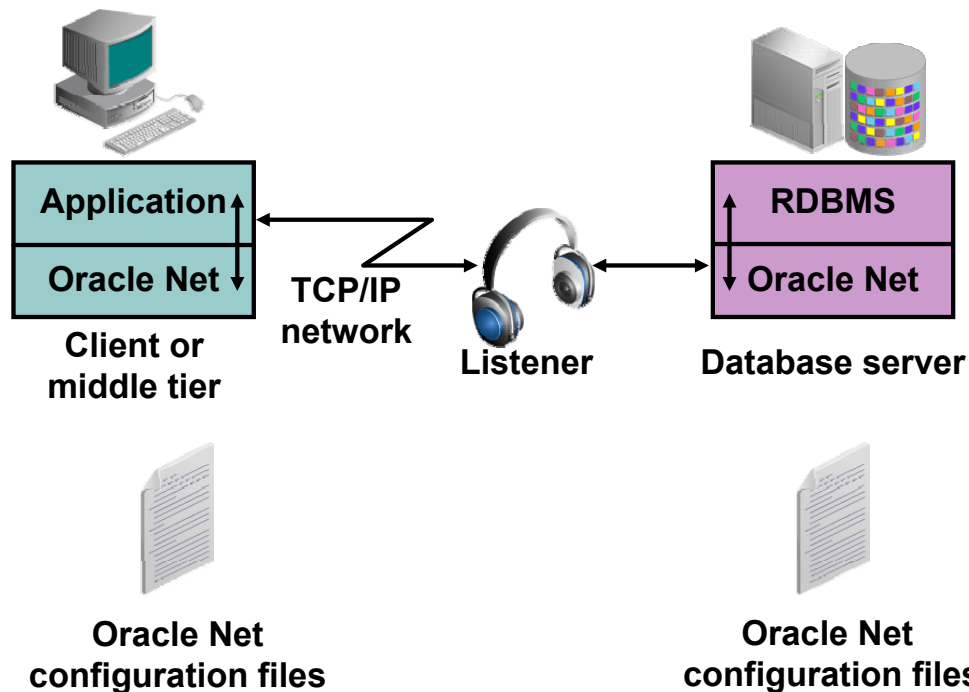 Application
Oracle Net
TCP/IP
network
Client or
middle tier
Listener
RDBMS
Oracle Net
Database server
Oracle Net
configuration files
Oracle Net
configuration files